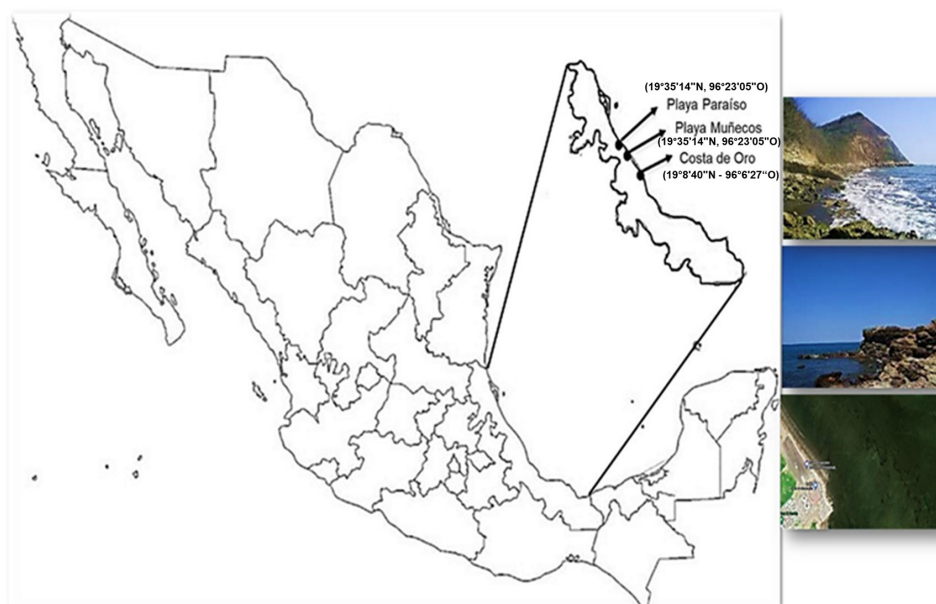 (19°35'14"N, 96°23'05"O)
Playa Paraíso
Playa Muñecos
(19°35'14"N, 96°23'05"O)
Costa de Oro
(19°8'40"N - 96°6'27“O)